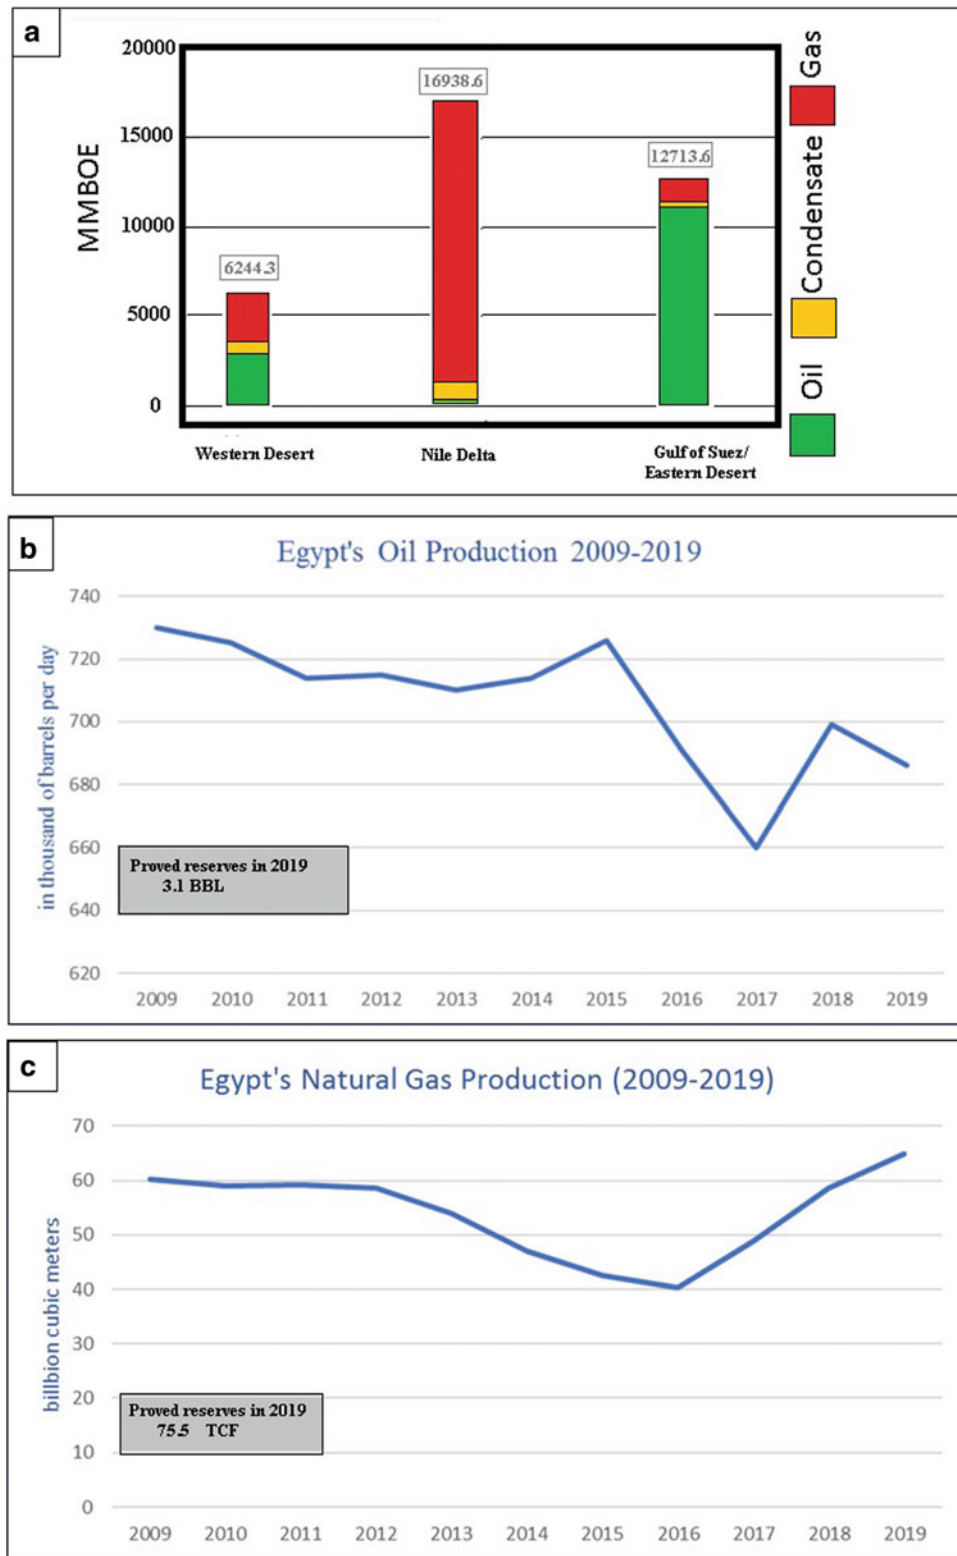 a
20000
15000
10000
5000
0
MMBOE
6244.3
16938.6
12713.6
Western Desert
Nile Delta
Gulf of Suez/
Eastern Desert
Gas
Condensate
Oil
b
Egypt's Oil Production 2009-2019
in thousand of barrels per day
740
720
700
680
660
640
620
Proved reserves in 2019
3.1 BBL
2009 2010 2011 2012 2013 2014 2015 2016 2017 2018 2019
c
Egypt's Natural Gas Production (2009-2019)
billbion cubic meters
70
60
50
40
30
20
10
0
Proved reserves in 2019
75.5 TCF
2009 2010 2011 2012 2013 2014 2015 2016 2017 2018 2019